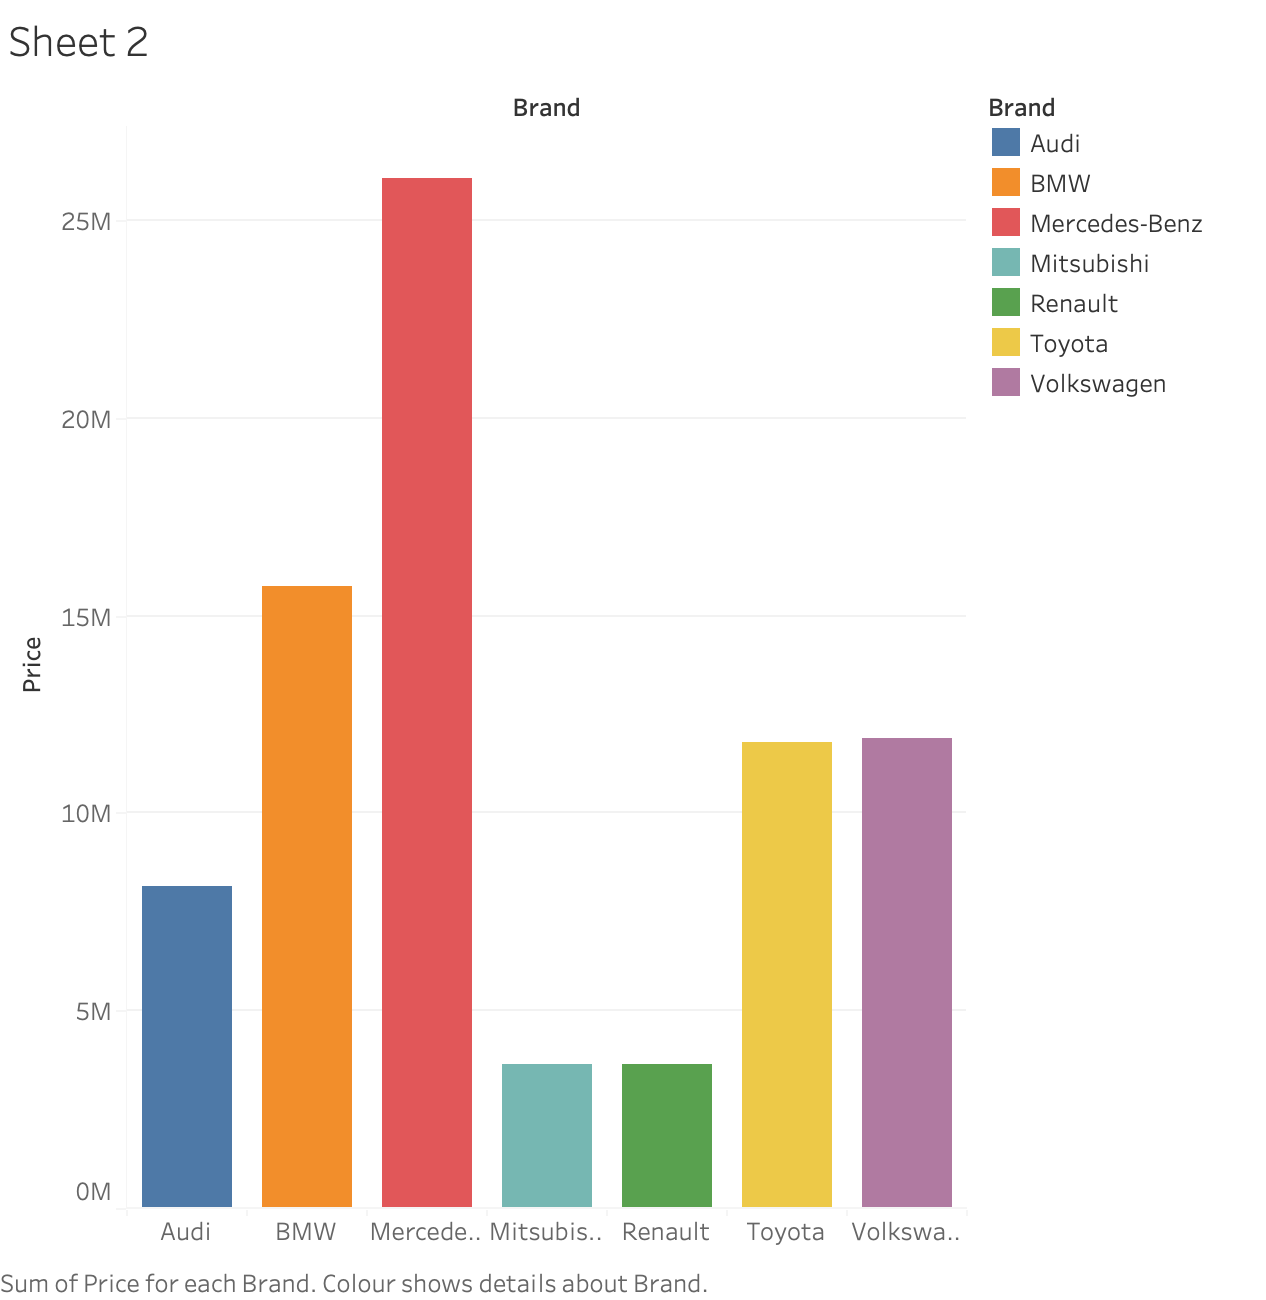 Sheet 2
Brand
Brand
Audi
BMW
Mercedes-Benz
Mitsubishi
Renault
Toyota
Volkswagen
25M
20M
15M
10M
5M
0M
Price
Audi BMW Mercede.. Mitsubis.. Renault Toyota Volkswa..
Sum of Price for each Brand. Colour shows details about Brand.